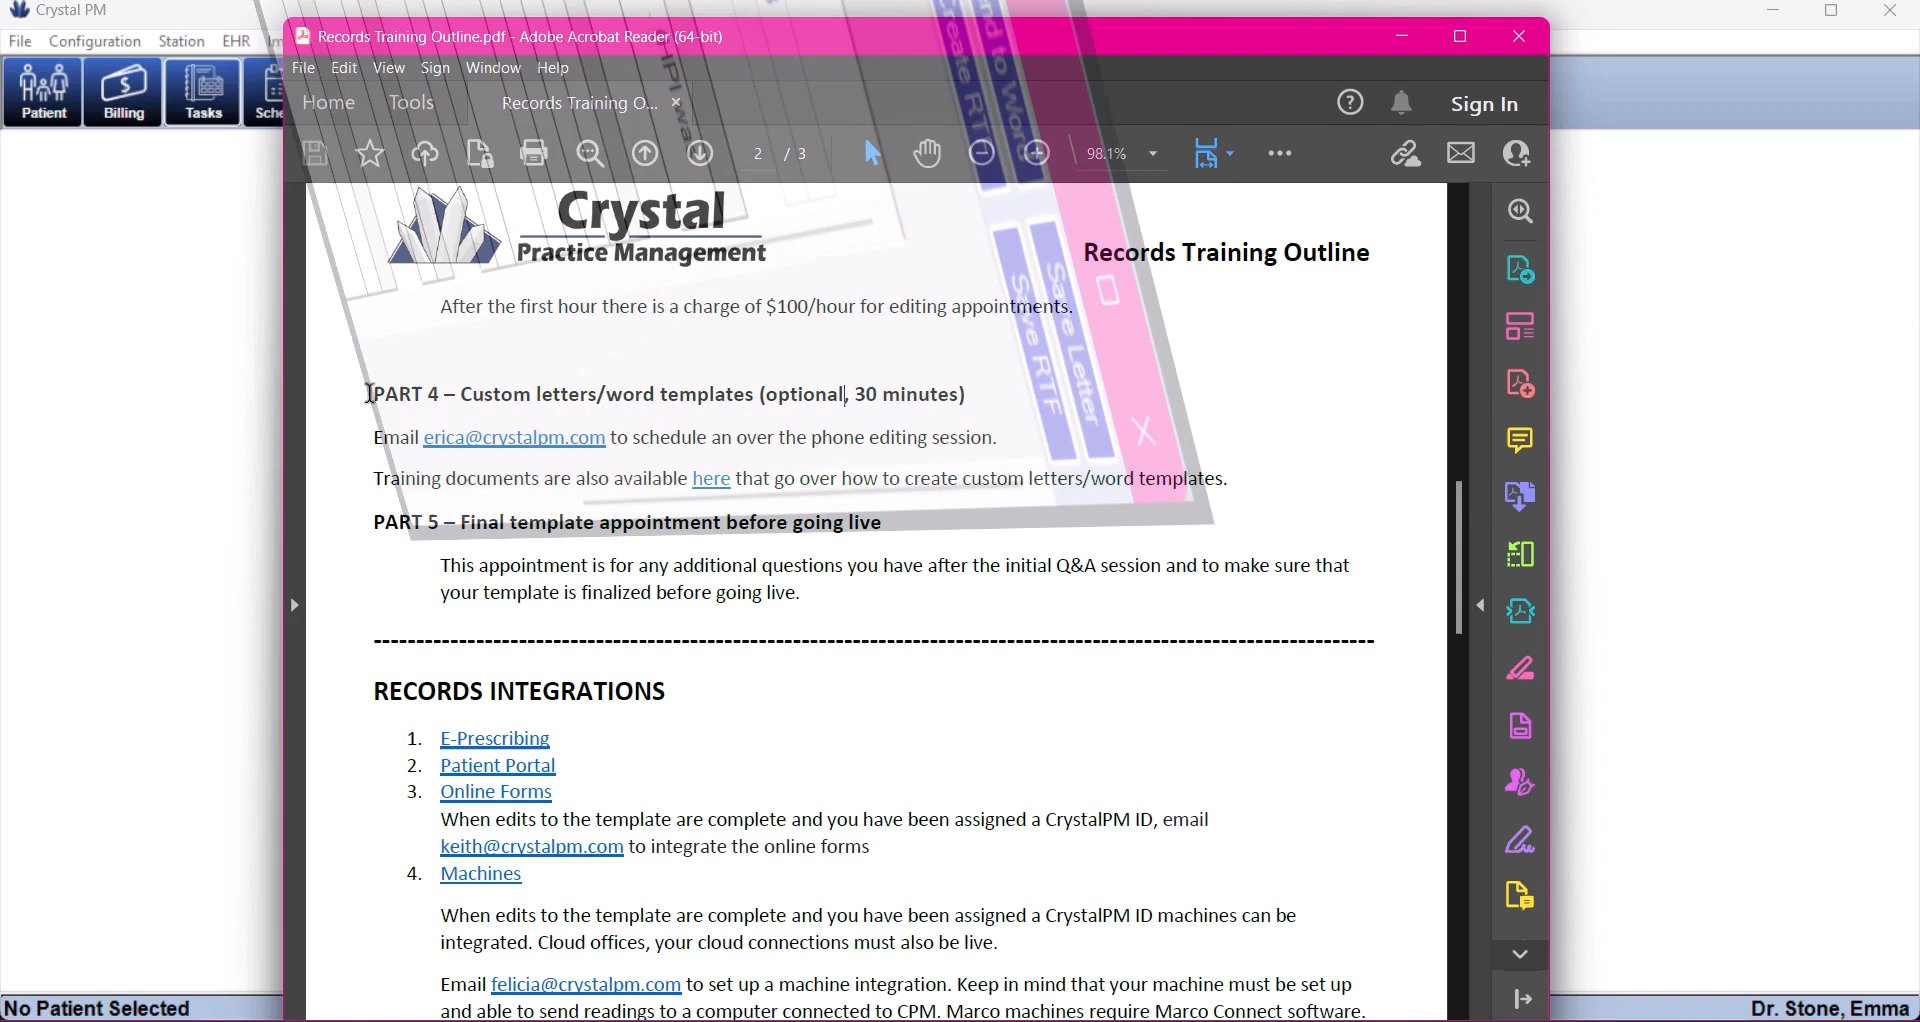 Crystal PM
File Configuration Station EHR
Patient Billing Tasks
Records Training Outline.pdf - Adobe Acrobat Reader (64-bit)
File Edit View Sign Window Help
Home Tools Records Training O... ×
Sign In
2 / 3
98.1%
Send to Word
Create RTF
Save Letter
Save RTF
Crystal
Practice Management
Records Training Outline
After the first hour there is a charge of $100/hour for editing appointments.
PART 4 – Custom letters/word templates (optional, 30 minutes)
Email erica@crystalpm.com to schedule an over the phone editing session.
Training documents are also available here that go over how to create custom letters/word templates.
PART 5 – Final template appointment before going live
This appointment is for any additional questions you have after the initial Q&A session and to make sure that
your template is finalized before going live.
RECORDS INTEGRATIONS
1. E-Prescribing
2. Patient Portal
3. Online Forms
When edits to the template are complete and you have been assigned a CrystalPM ID, email
keith@crystalpm.com to integrate the online forms
4. Machines
When edits to the template are complete and you have been assigned a CrystalPM ID machines can be
integrated. Cloud offices, your cloud connections must also be live.
Email felicia@crystalpm.com to set up a machine integration. Keep in mind that your machine must be set up
and able to send readings to a computer connected to CPM. Marco machines require Marco Connect software.
No Patient Selected
Dr. Stone, Emma